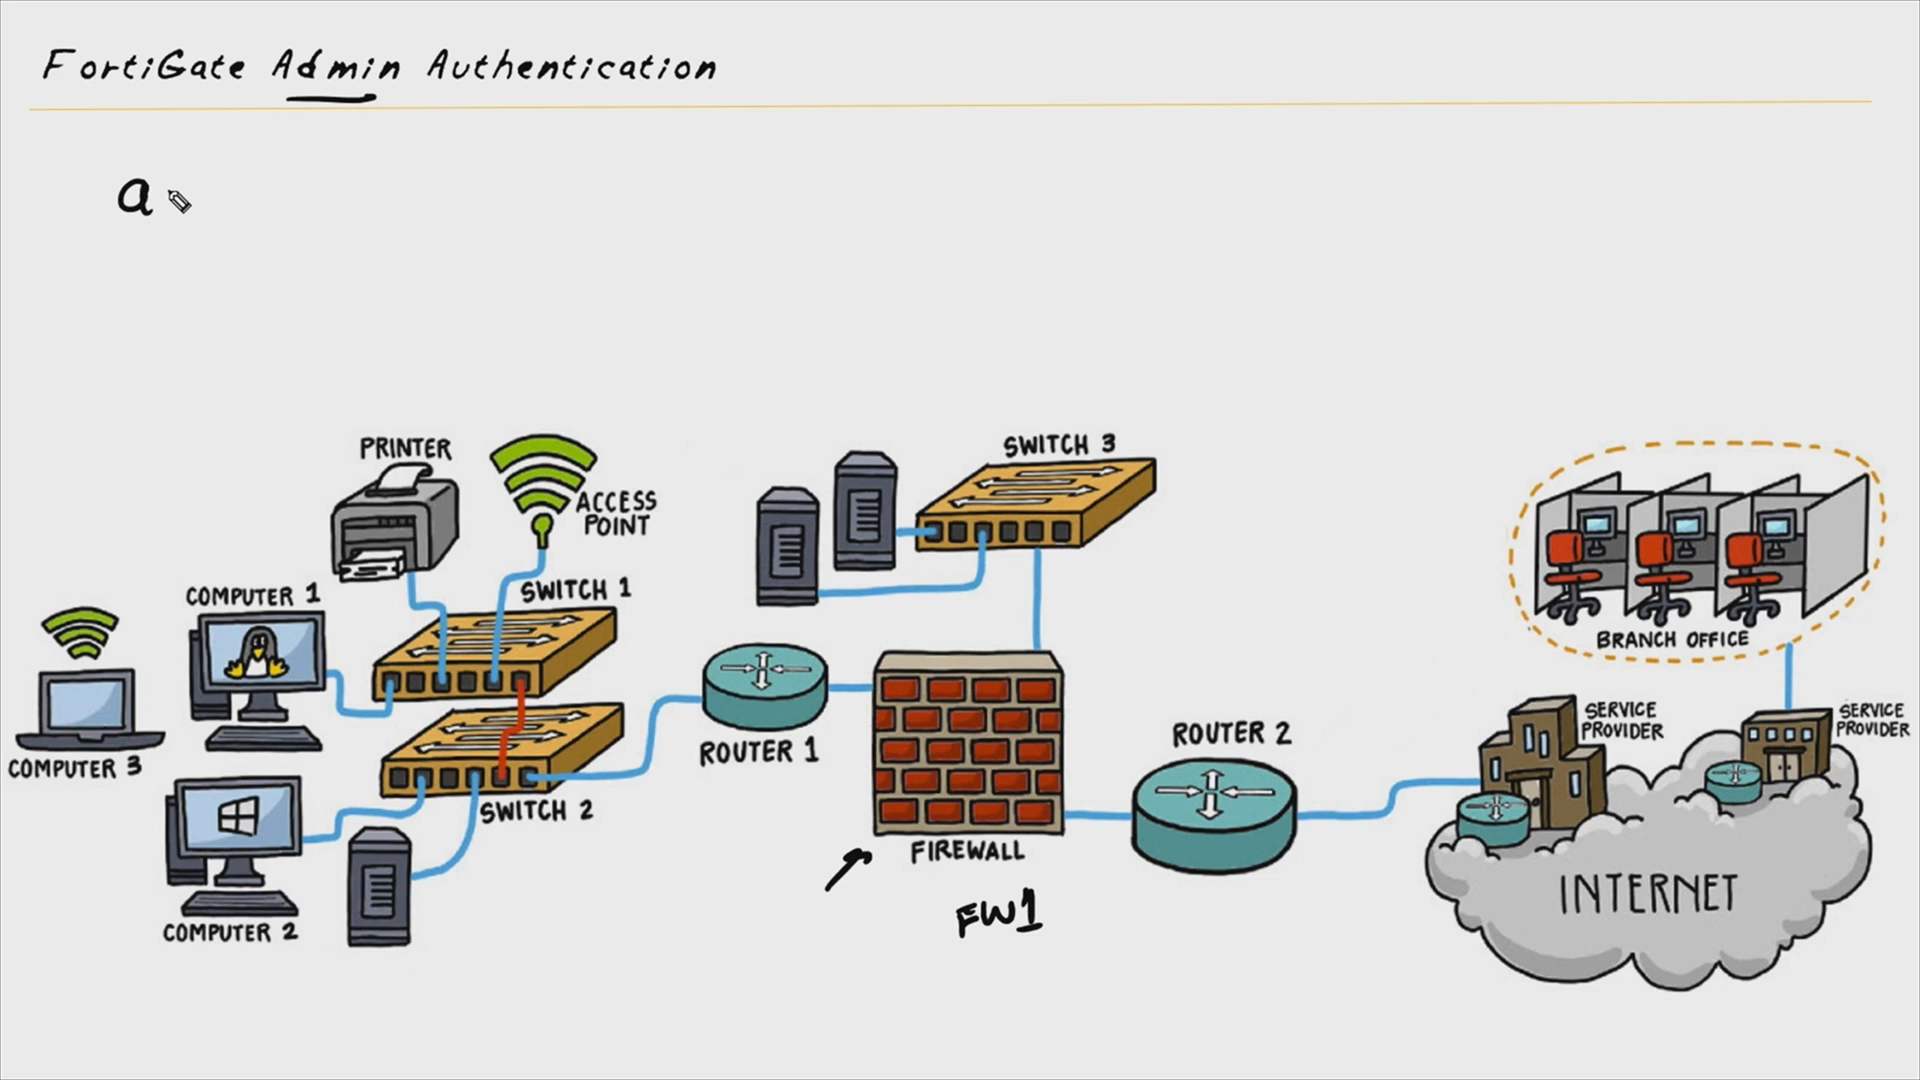 FortiGate Admin Authentication
a
PRINTER
ACCESS
POINT
SWITCH 3
COMPUTER 1
SWITCH 1
COMPUTER 3
ROUTER 1
SWITCH 2
COMPUTER 2
FIREWALL
FW1
ROUTER 2
BRANCH OFFICE
SERVICE
PROVIDER
SERVICE
PROVIDER
INTERNET